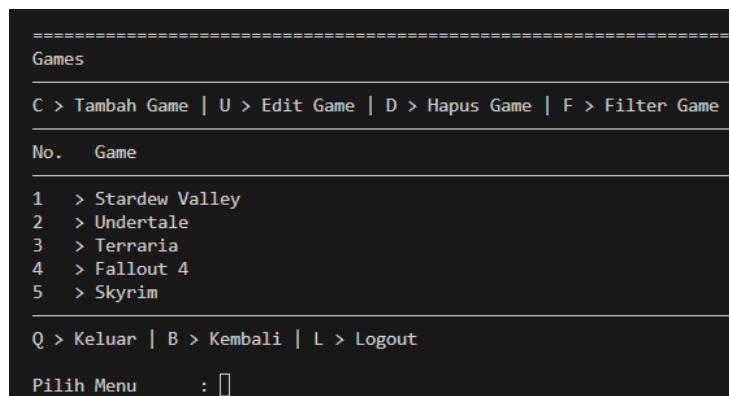 ======================================================================
Games
C > Tambah Game | U > Edit Game | D > Hapus Game | F > Filter Game
No. Game
1 > Stardew Valley
2 > Undertale
3 > Terraria
4 > Fallout 4
5 > Skyrim
Q > Keluar | B > Kembali | L > Logout
Pilih Menu :